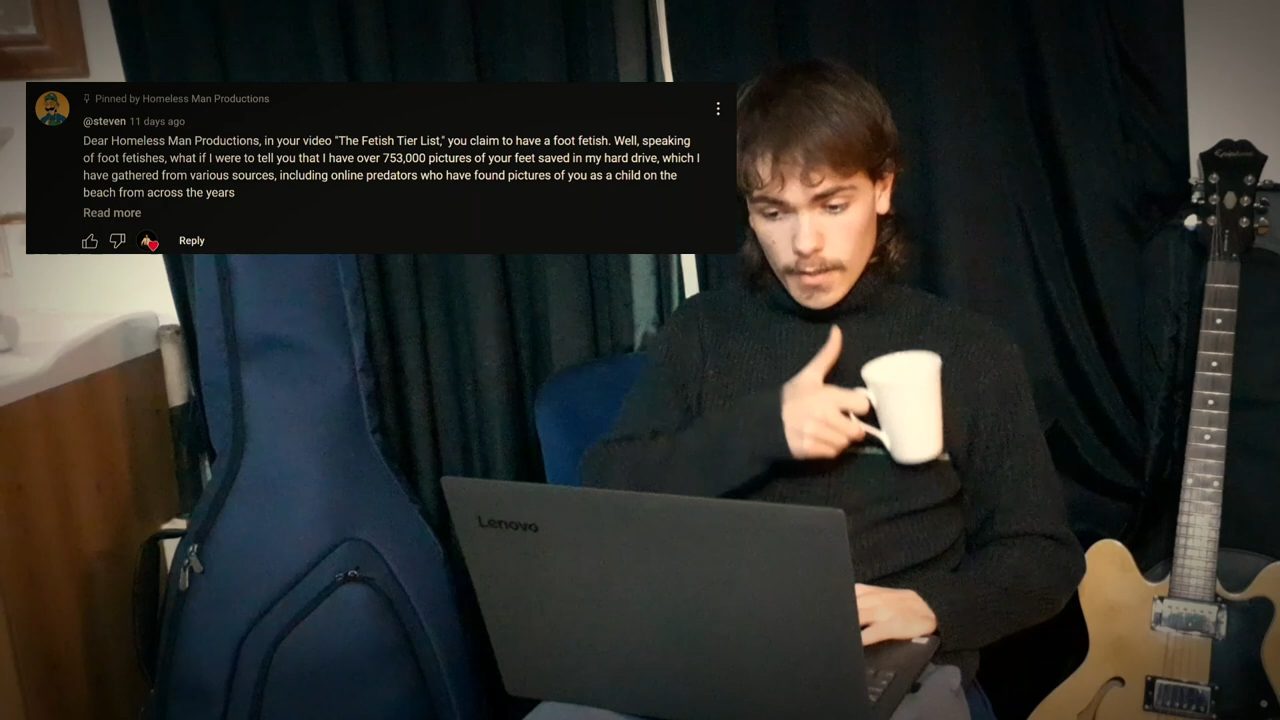 Pinned by Homeless Man Productions
@steven 11 days ago
Dear Homeless Man Productions, in your video "The Fetish Tier List," you claim to have a foot fetish. Well, speaking
of foot fetishes, what if I were to tell you that I have over 753,000 pictures of your feet saved in my hard drive, which I
have gathered from various sources, including online predators who have found pictures of you as a child on the
beach from across the years
Read more
Reply
Epiphone
Lenovo